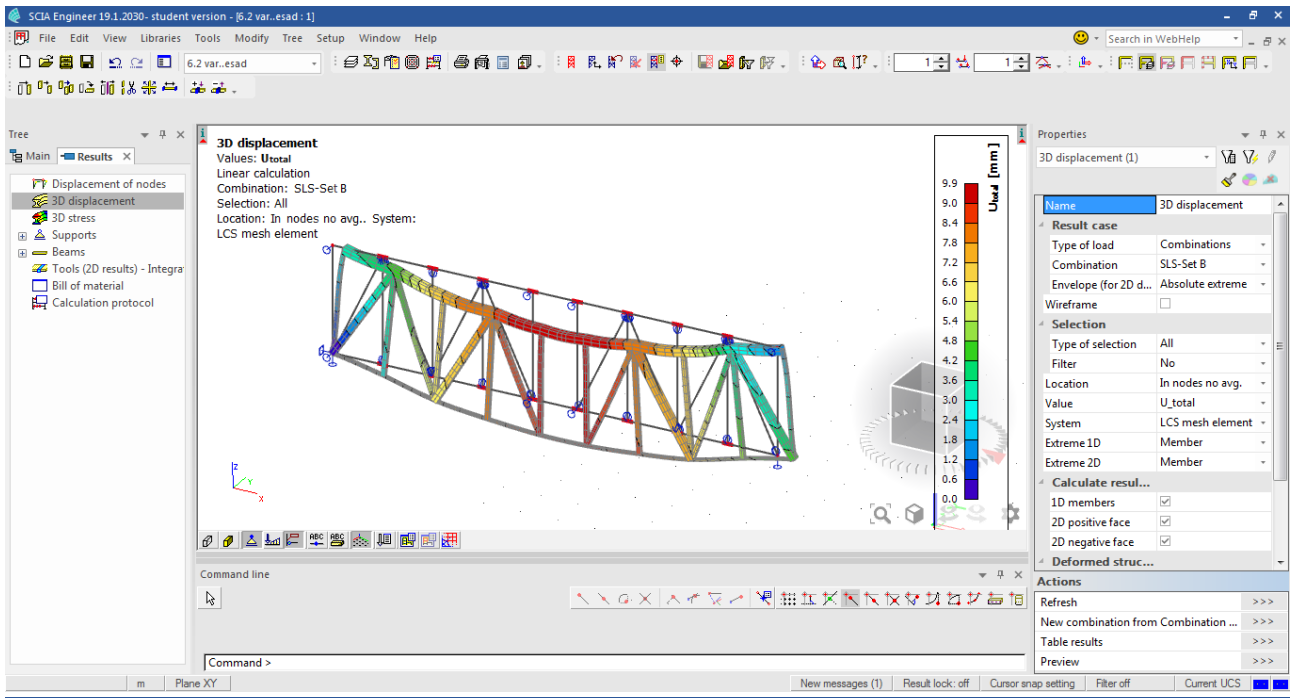 SCIA Engineer 19.1.2030- student version - [6.2 var..esad : 1]
File Edit View Libraries Tools Modify Tree Setup Window Help
Search in WebHelp
6.2 var..esad
1
1
Tree
Main Results
Displacement of nodes
3D displacement
3D stress
Supports
Beams
Tools (2D results) - Integra
Bill of material
Calculation protocol
3D displacement
Values: Utotal
Linear calculation
Combination: SLS-Set B
Selection: All
Location: In nodes no avg.. System:
LCS mesh element
Utotal [mm]
9.9
9.0
8.4
7.8
7.2
6.6
6.0
5.4
4.8
4.2
3.6
3.0
2.4
1.8
1.2
0.6
0.0
z
Y
x
ABC ABC
Command line
Command >
Properties
3D displacement (1)
Name 3D displacement
Result case
Type of load Combinations
Combination SLS-Set B
Envelope (for 2D d... Absolute extreme
Wireframe
Selection
Type of selection All
Filter No
Location In nodes no avg.
Value U_total
System LCS mesh element
Extreme 1D Member
Extreme 2D Member
Calculate resul...
1D members
2D positive face
2D negative face
Deformed struc...
Actions
Refresh >>>
New combination from Combination ... >>>
Table results >>>
Preview >>>
m Plane XY New messages (1) Result lock: off Cursor snap setting Filter off Current UCS